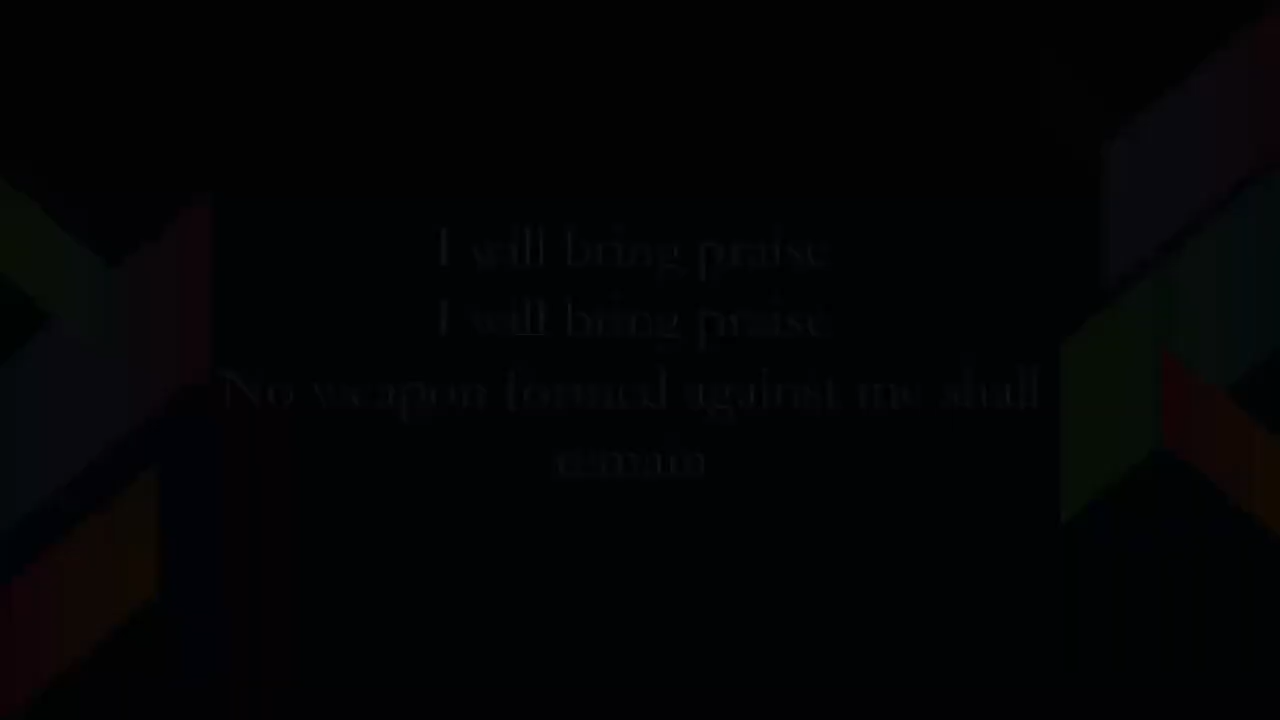 I will bring praise
I will bring praise
No weapon formed against me shall
remain